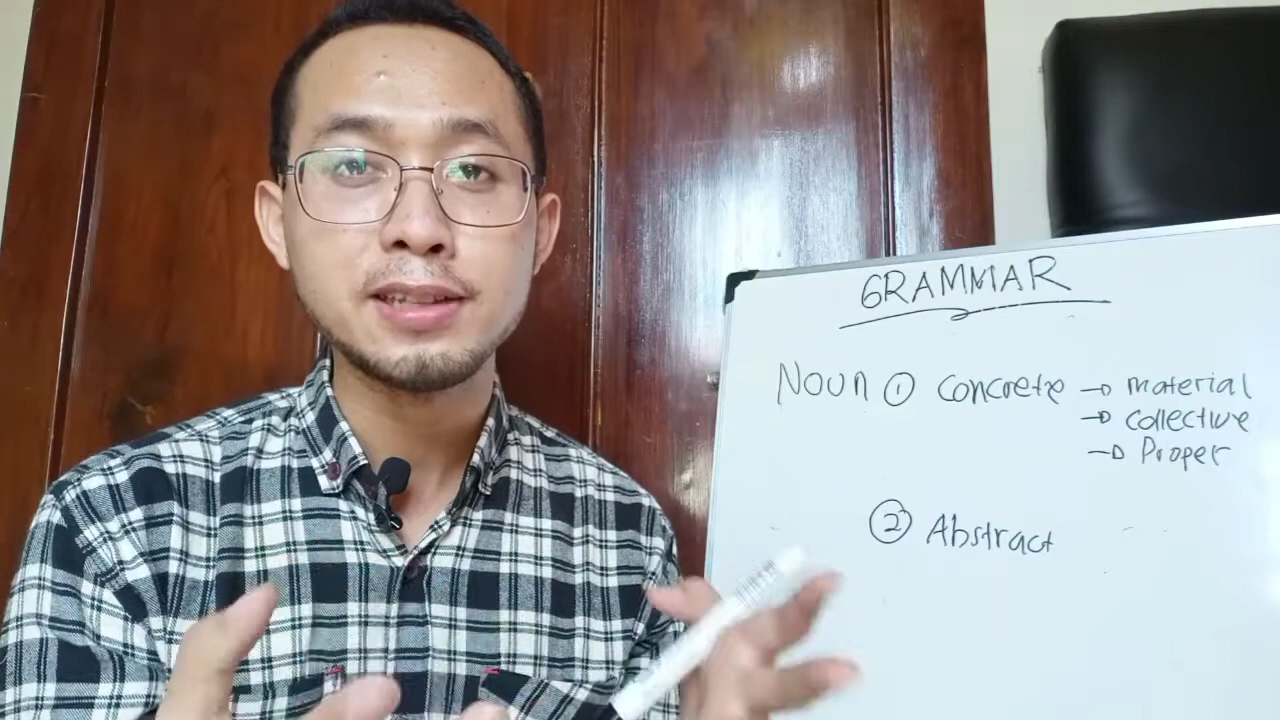 GRAMMAR
Noun ① Concrete → material
→ Collective
→ Proper
② Abstract